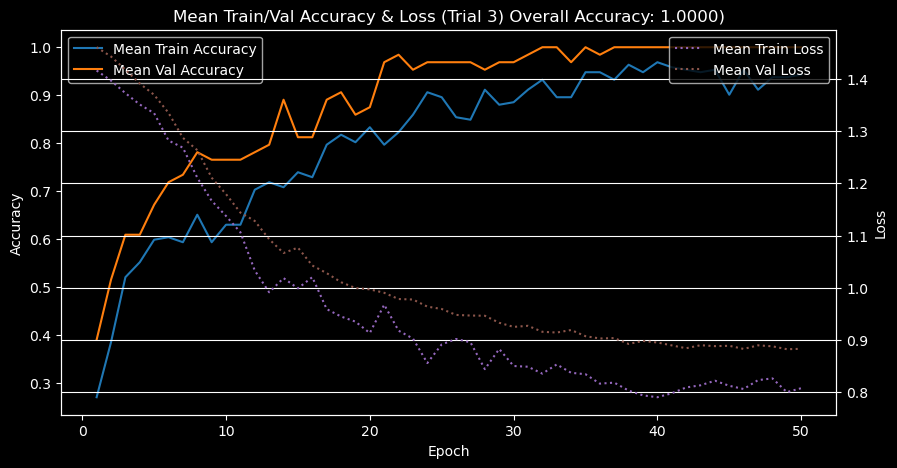 Mean Train/Val Accuracy & Loss (Trial 3) Overall Accuracy: 1.0000)
Mean Train Accuracy
Mean Val Accuracy
Mean Train Loss
Mean Val Loss
Accuracy
1.0
0.9
0.8
0.7
0.6
0.5
0.4
0.3
1.4
1.3
1.2
1.1
1.0
0.9
0.8
Loss
0
10
20
30
40
50
Epoch